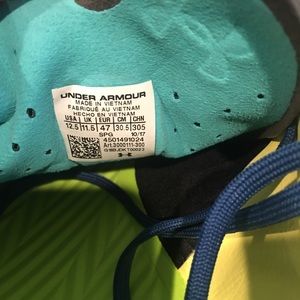 UNDER ARMOUR
MADE IN VIETNAM
FABRIQUÉ AU VIETNAM
HECHO EN VIETNAM
USA UK EUR CM CHN
12.5 11.5 47 30.5 305
SPG 10/17
4501491024
Art.3000111-300